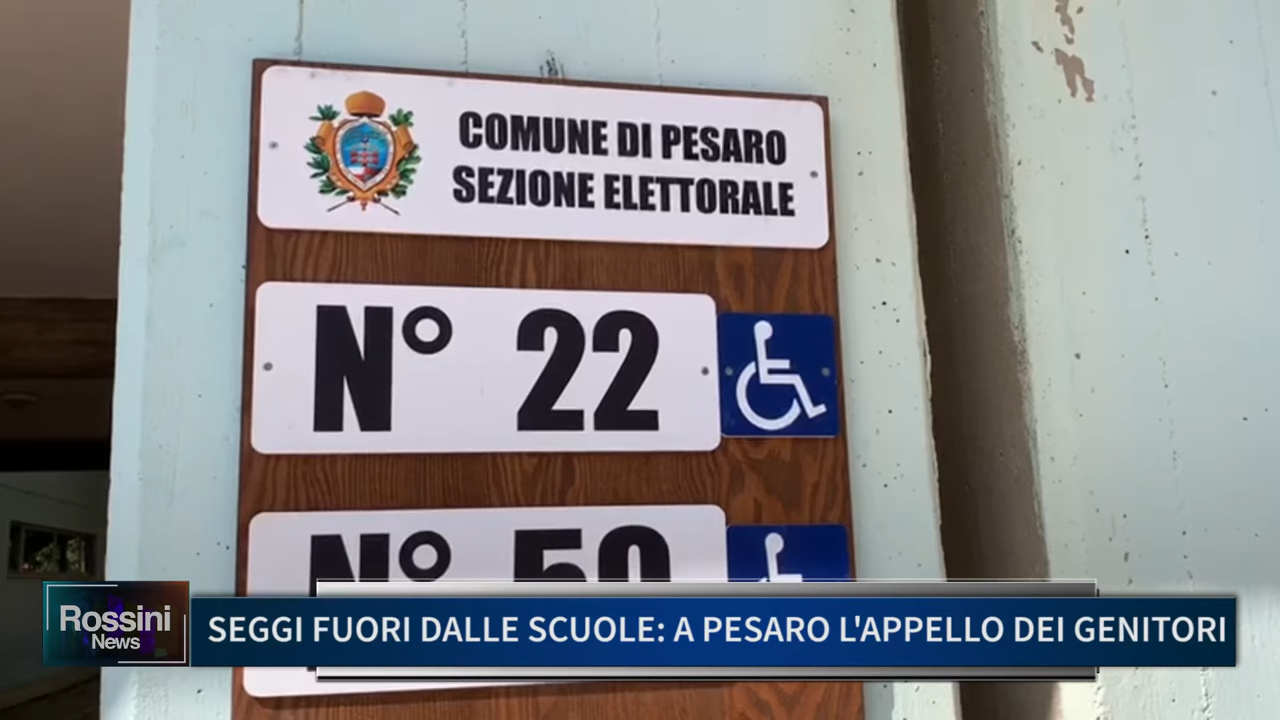 COMUNE DI PESARO
SEZIONE ELETTORALE
N° 22
N° 50
Rossini
News
SEGGI FUORI DALLE SCUOLE: A PESARO L'APPELLO DEI GENITORI